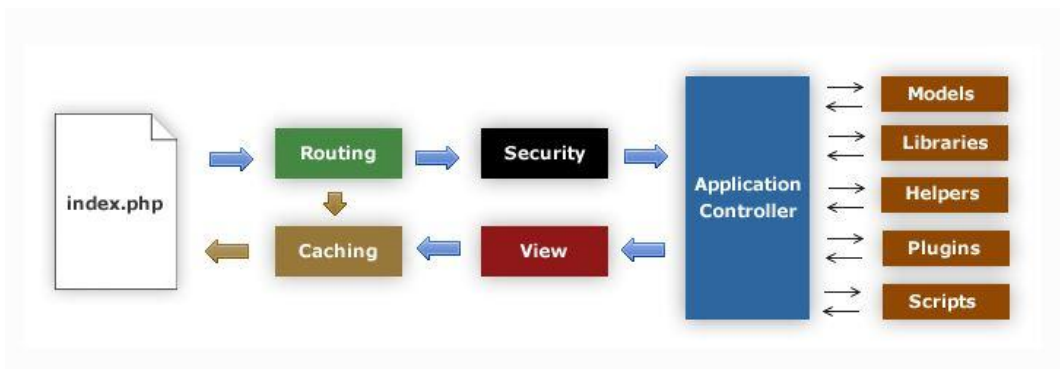 index.php
Routing
Security
Caching
View
Application
Controller
Models
Libraries
Helpers
Plugins
Scripts